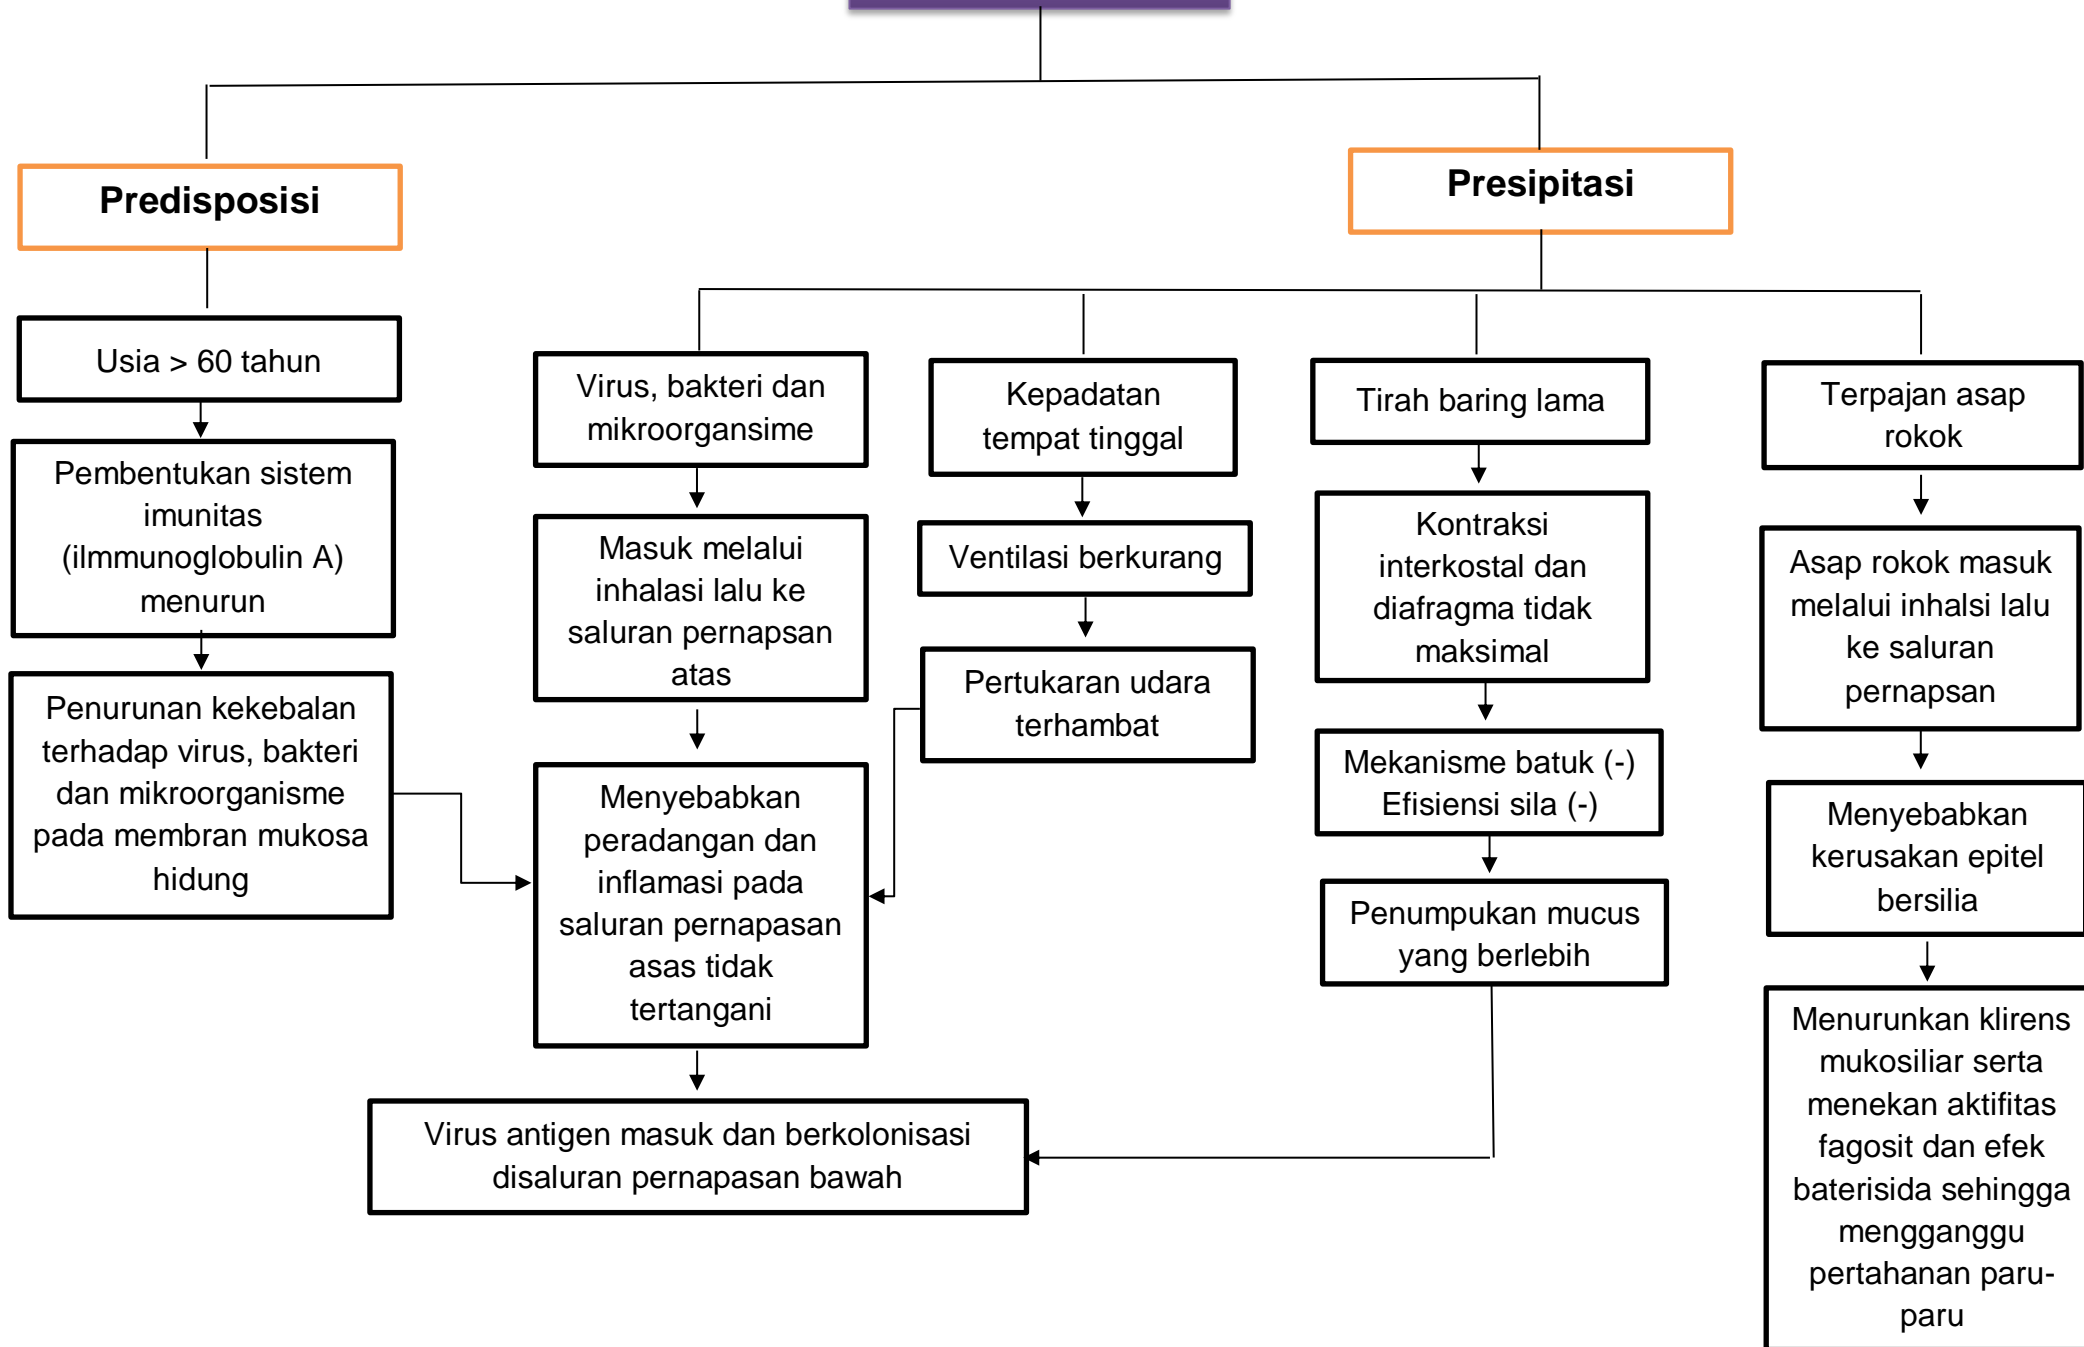 Predisposisi
Presipitasi
Usia > 60 tahun
Pembentukan sistem
imunitas
(ilmmunoglobulin A)
menurun
Penurunan kekebalan
terhadap virus, bakteri
dan mikroorganisme
pada membran mukosa
hidung
Virus, bakteri dan
mikroorgansime
Masuk melalui
inhalasi lalu ke
saluran pernapsan
atas
Menyebabkan
peradangan dan
inflamasi pada
saluran pernapasan
asas tidak
tertangani
Virus antigen masuk dan berkolonisasi
disaluran pernapasan bawah
Kepadatan
tempat tinggal
Ventilasi berkurang
Pertukaran udara
terhambat
Tirah baring lama
Kontraksi
interkostal dan
diafragma tidak
maksimal
Mekanisme batuk (-)
Efisiensi sila (-)
Penumpukan mucus
yang berlebih
Terpajan asap
rokok
Asap rokok masuk
melalui inhalsi lalu
ke saluran
pernapsan
Menyebabkan
kerusakan epitel
bersilia
Menurunkan klirens
mukosiliar serta
menekan aktifitas
fagosit dan efek
baterisida sehingga
mengganggu
pertahanan paru-
paru